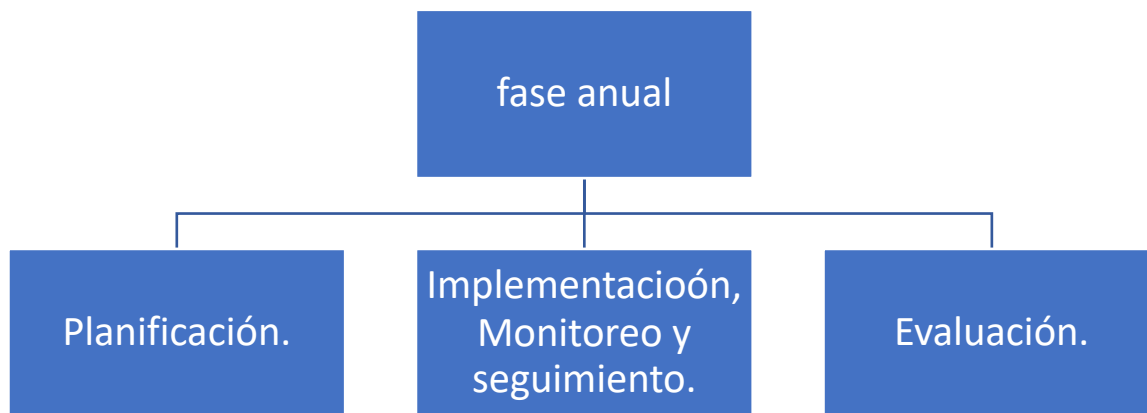 fase anual
Planificación.
Implementacioón,
Monitoreo y
seguimiento.
Evaluación.